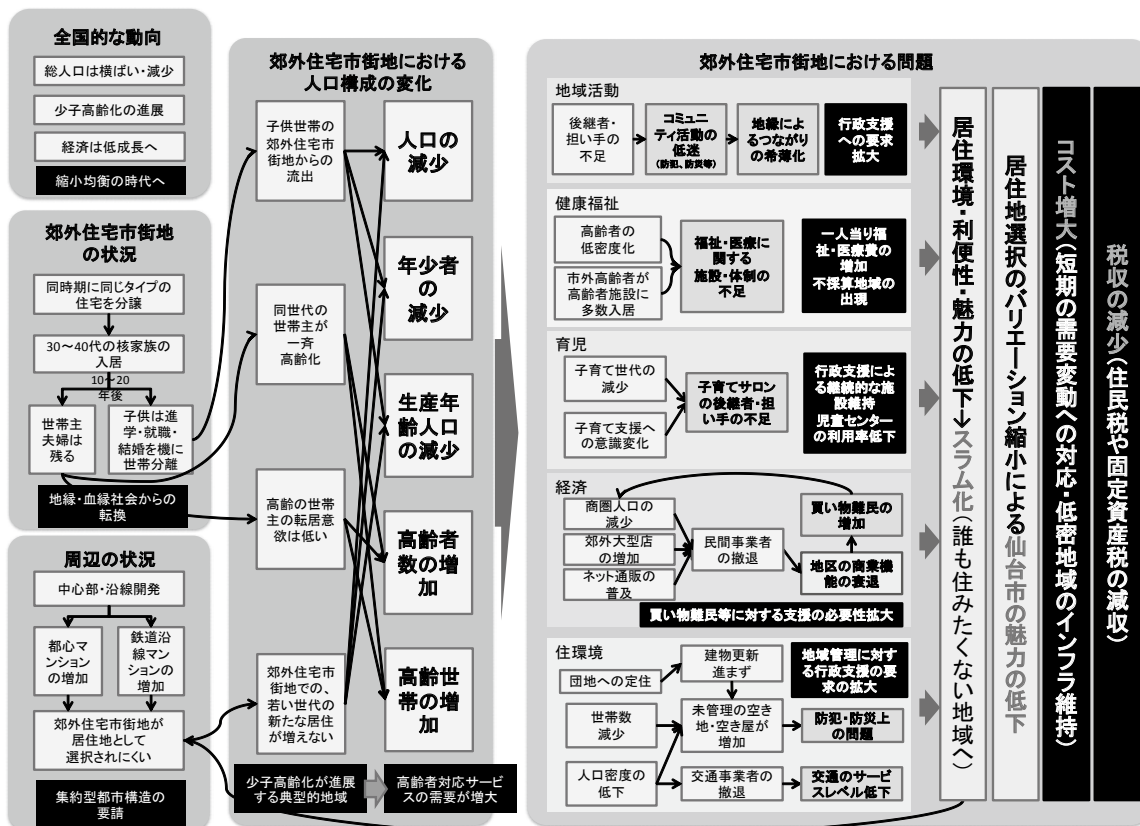 全国的な動向
総人口は横ばい・減少
少子高齢化の進展
経済は低成長へ
縮小均衡の時代へ
郊外住宅市街地
の状況
同時期に同じタイプの
住宅を分譲
30～40代の核家族の
入居
10～20
年後
世帯主
夫婦は
残る
子供は進
学・就職・
結婚を機に
世帯分離
地縁・血縁社会からの
転換
周辺の状況
中心部・沿線開発
都心マ
ンション
の増加
鉄道沿
線マン
ションの
増加
郊外住宅市街地が
居住地として
選択されにくい
集約型都市構造の
要請
郊外住宅市街地における
人口構成の変化
子供世帯の
郊外住宅市
街地からの
流出
同世代の
世帯主が
一斉
高齢化
高齢の世帯
主の転居意
欲は低い
郊外住宅市
街地での、
若い世代の
新たな居住
が増えない
人口の
減少
年少者
の
減少
生産年
齢人口
の減少
高齢者
数の増
加
高齢世
帯の増
加
少子高齢化が進展
する典型的地域
高齢者対応サービ
スの需要が増大
郊外住宅市街地における問題
地域活動
後継者・
担い手の
不足
コミュニ
ティ活動の
低迷
(防犯、防災等)
地縁によ
るつながり
の希薄化
行政支援
への要求
拡大
健康福祉
高齢者の
低密度化
市外高齢者が
高齢者施設に
多数入居
福祉・医療に
関する
施設・体制の
不足
一人当り福
祉・医療費の
増加
不採算地域の
出現
育児
子育て世代の
減少
子育て支援へ
の意識変化
子育てサロン
の後継者・担
い手の不足
行政支援によ
る継続的な施
設維持
児童センター
の利用率低下
経済
商圏人口の
減少
郊外大型店
の増加
ネット通販の
普及
民間事業者
の撤退
買い物難民の
増加
地区の商業機
能の衰退
買い物難民等に対する支援の必要性拡大
住環境
団地への定住
世帯数
減少
人口密度の
低下
建物更新
進まず
未管理の空き
地・空き屋が
増加
交通事業者の
撤退
地域管理に対す
る行政支援の要
求の拡大
防犯・防災上
の問題
交通のサービ
スレベル低下
居住環境・利便性・魅力の低下→スラム化(誰も住みたくない地域へ)
居住地選択のバリエーション縮小による仙台市の魅力の低下
コスト増大(短期の需要変動への対応・低密地域のインフラ維持)
税収の減少(住民税や固定資産税の減収)